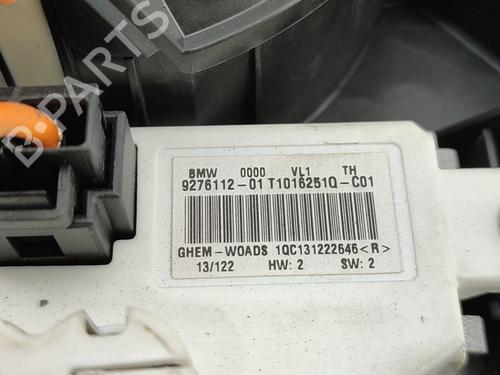 BMW 0000 VL1 TH
9276112-01 T1016251Q-C01
GHEM-WOADS 1QC131222646<R>
13/122 HW: 2 SW: 2
B-PARTS